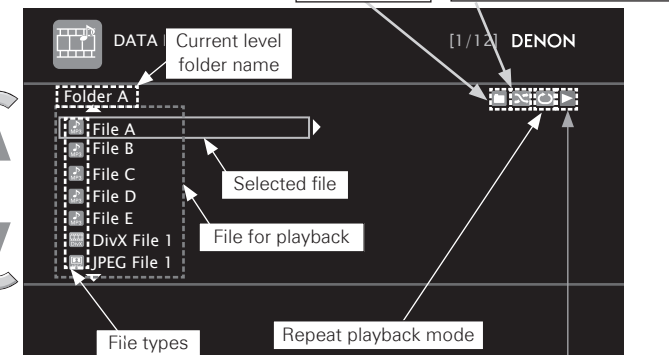 DATA
Current level
folder name
[1/12] DENON
Folder A
File A
File B
File C
File D
File E
DivX File 1
JPEG File 1
Selected file
File for playback
File types
Repeat playback mode